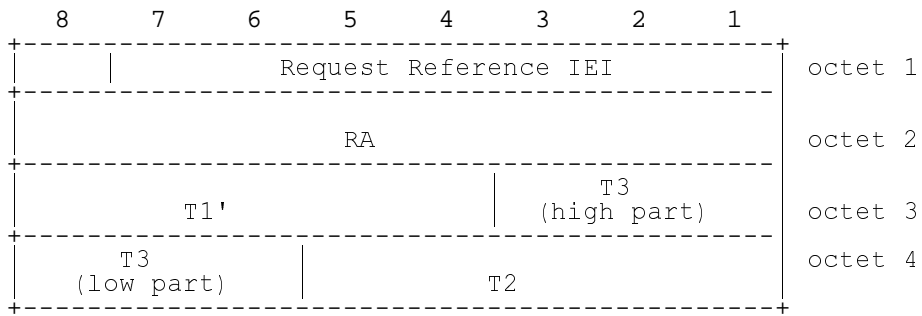 8 7 6 5 4 3 2 1
Request Reference IEI octet 1
RA octet 2
T3
T1' (high part) octet 3
T3 octet 4
(low part) T2